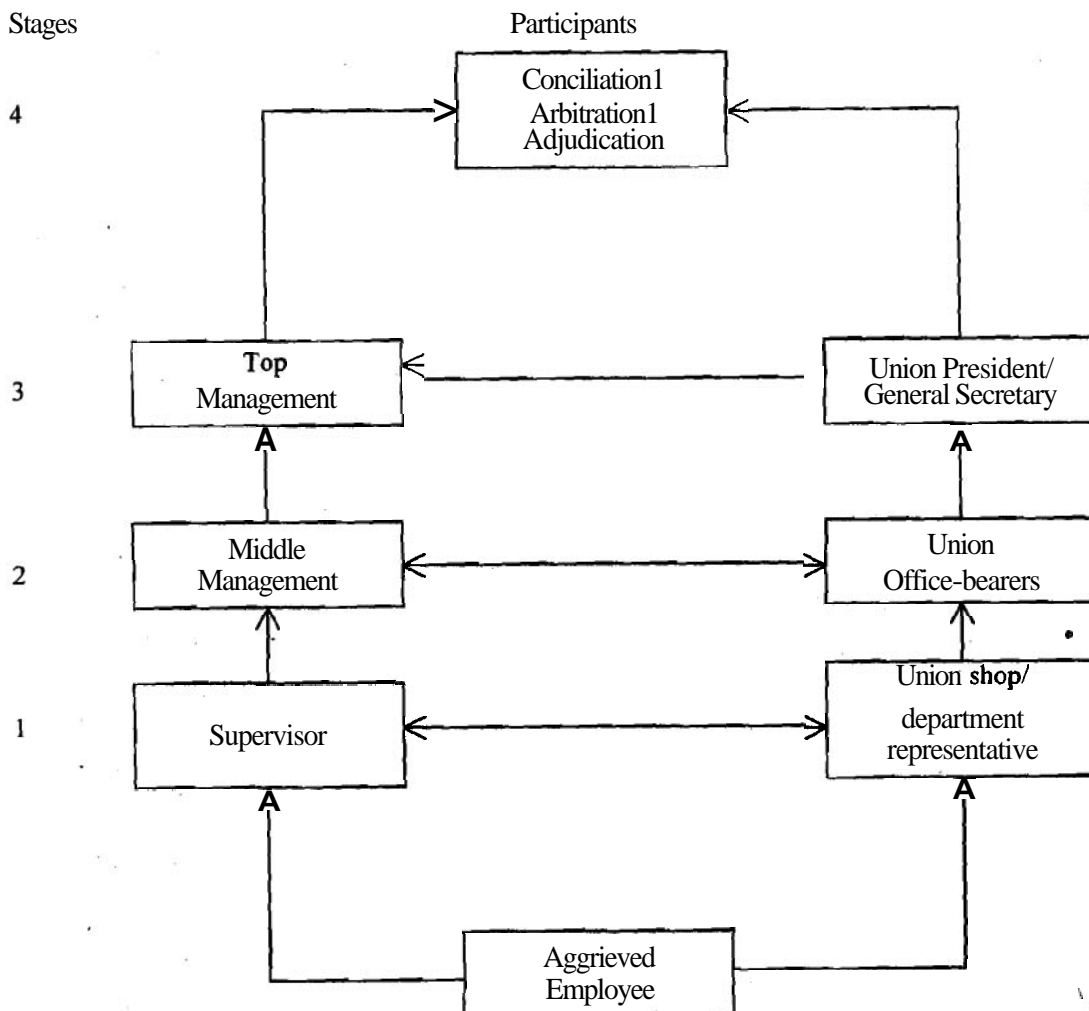 Stages
Participants
Conciliation1
Arbitration1
Adjudication
4
Top
Management
Union President/
General Secretary
3
A
A
Middle
Management
Union
Office-bearers
2
Supervisor
Union shop/
department
representative
1
A
A
Aggrieved
Employee